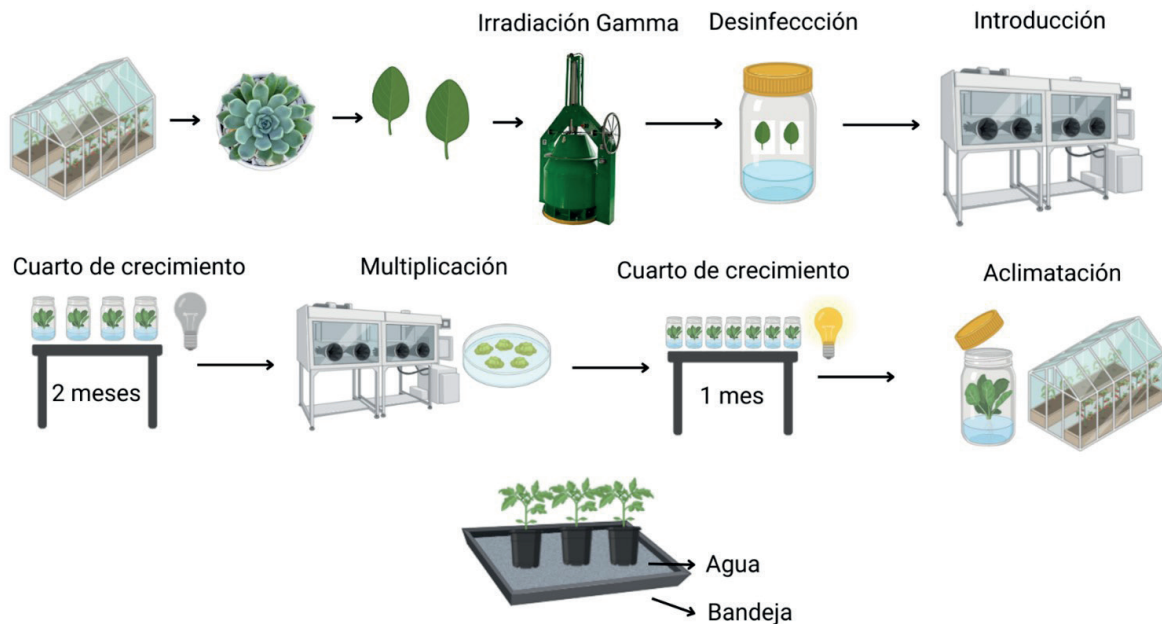 Irradiación Gamma
Desinfeccción
Introducción
Cuarto de crecimiento
Multiplicación
Cuarto de crecimiento
Aclimatación
2 meses
1 mes
Agua
Bandeja